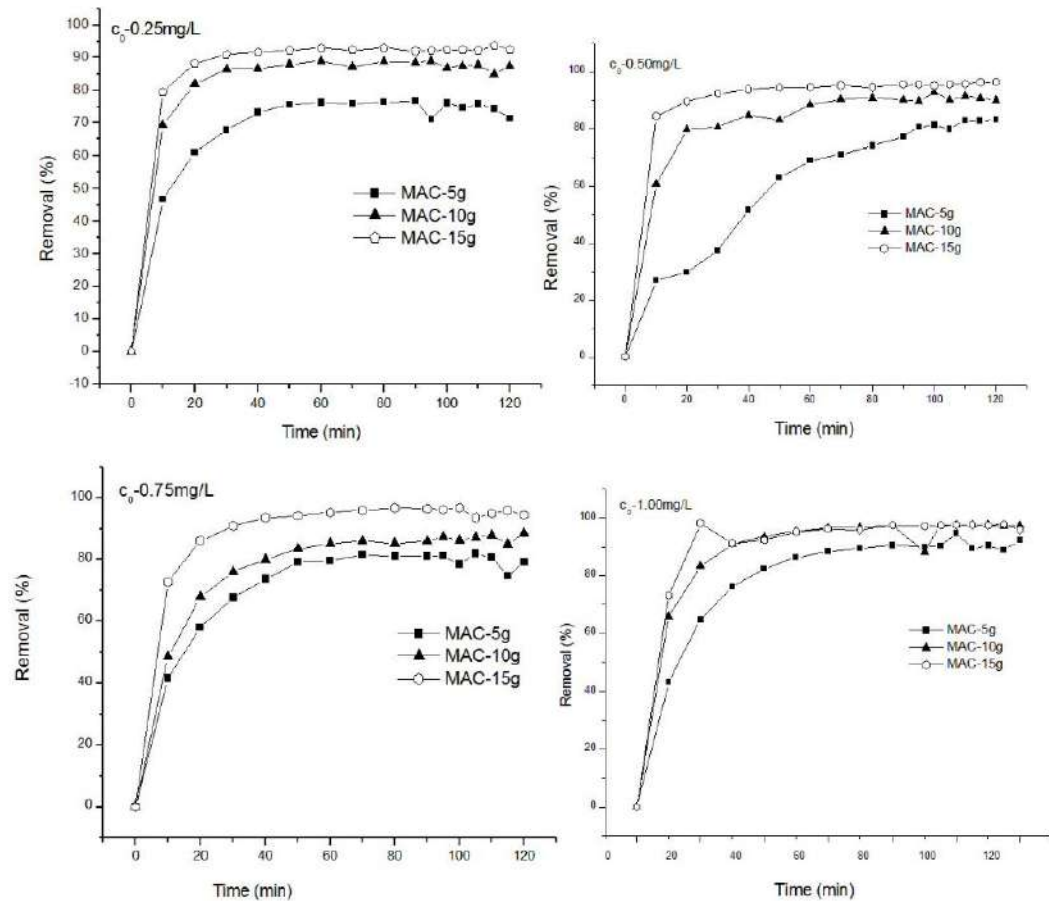 c0-0.25mg/L
100
90
80
70
60
50
40
30
20
10
0
-10
Removal (%)
MAC-5g
MAC-10g
MAC-15g
0 20 40 60 80 100 120
Time (min)
c0-0.50mg/L
100
80
60
40
20
0
Removal (%)
MAC-5g
MAC-10g
MAC-15g
0 20 40 60 80 100 120
Time (min)
c0-0.75mg/L
100
80
60
40
20
0
Removal (%)
MAC-5g
MAC-10g
MAC-15g
0 20 40 60 80 100 120
Time (min)
c0-1.00mg/L
100
80
60
40
20
0
Removal (%)
MAC-5g
MAC-10g
MAC-15g
0 20 40 60 80 100 120
Time (min)